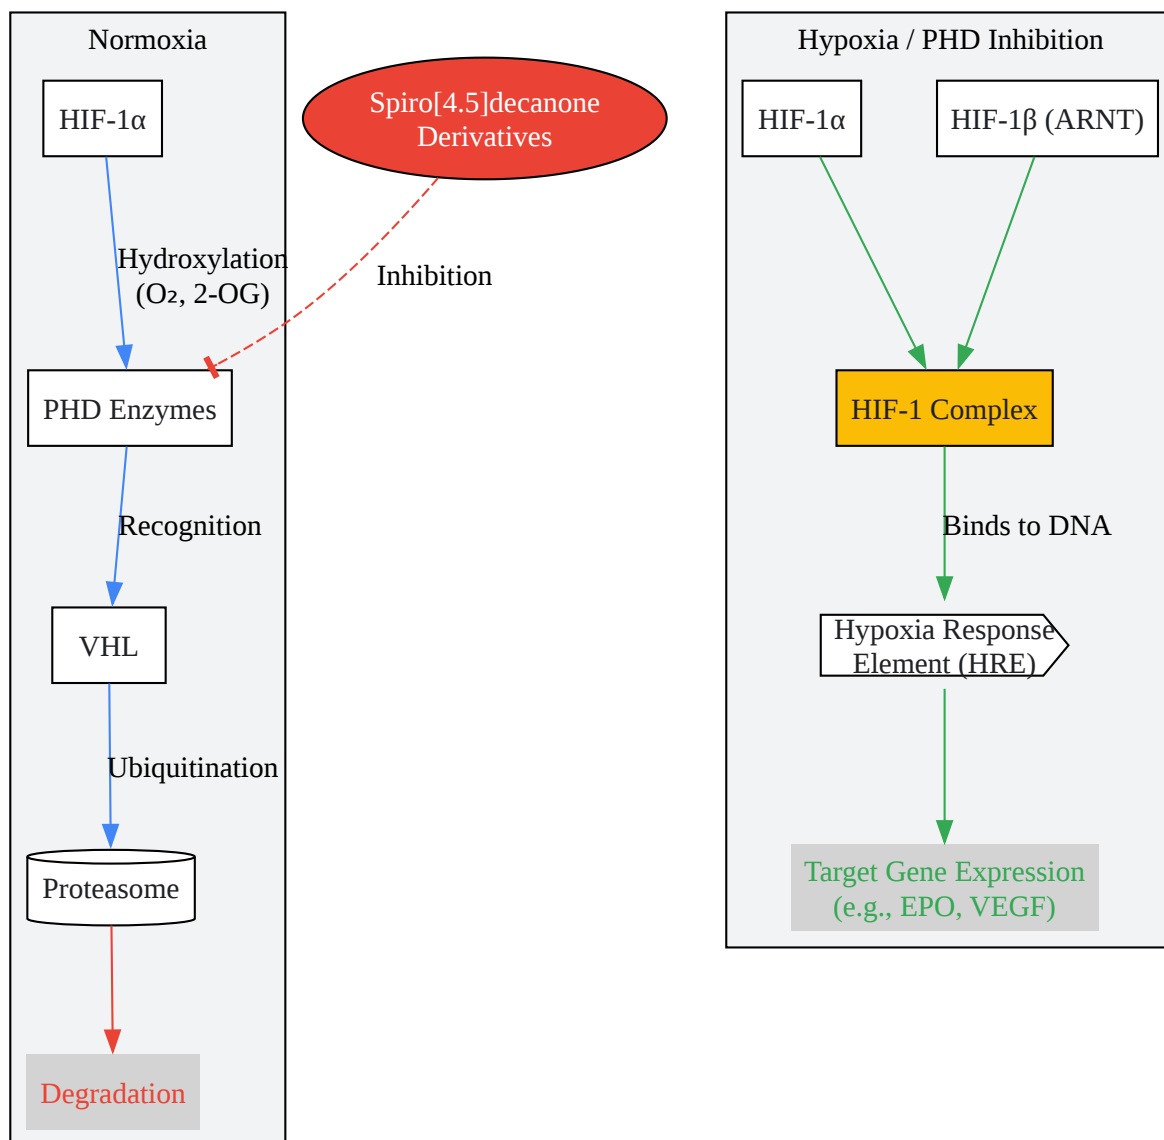 Normoxia
HIF-1α
Hydroxylation
(O₂, 2-OG)
PHD Enzymes
Recognition
VHL
Ubiquitination
Proteasome
Degradation
Spiro[4.5]decanone
Derivatives
Inhibition
Hypoxia / PHD Inhibition
HIF-1α
HIF-1β (ARNT)
HIF-1 Complex
Binds to DNA
Hypoxia Response
Element (HRE)
Target Gene Expression
(e.g., EPO, VEGF)